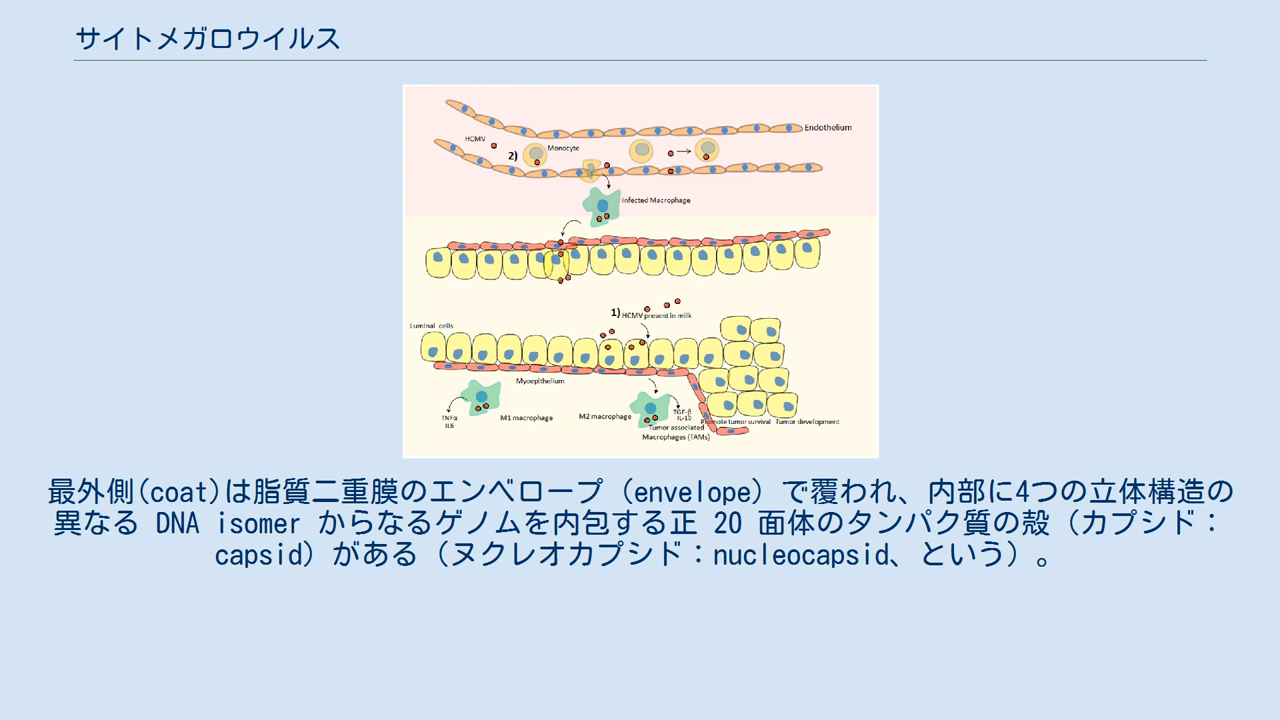 サイトメガロウイルス
Endothelium
HCMV
2)
Monocyte
Infected Macrophage
1)
HCMV present in milk
Luminal cells
Myoepithelium
M1 macrophage
TNFα
IL6
M2 macrophage
TGF-β
IL-10
Tumor associated
Macrophages (TAMs)
Promote tumor survival
Tumor development
最外側(coat)は脂質二重膜のエンベロープ（envelope）で覆われ、内部に4つの立体構造の
異なる DNA isomer からなるゲノムを内包する正 20 面体のタンパク質の殻（カプシド：
capsid）がある（ヌクレオカプシド：nucleocapsid、という）。